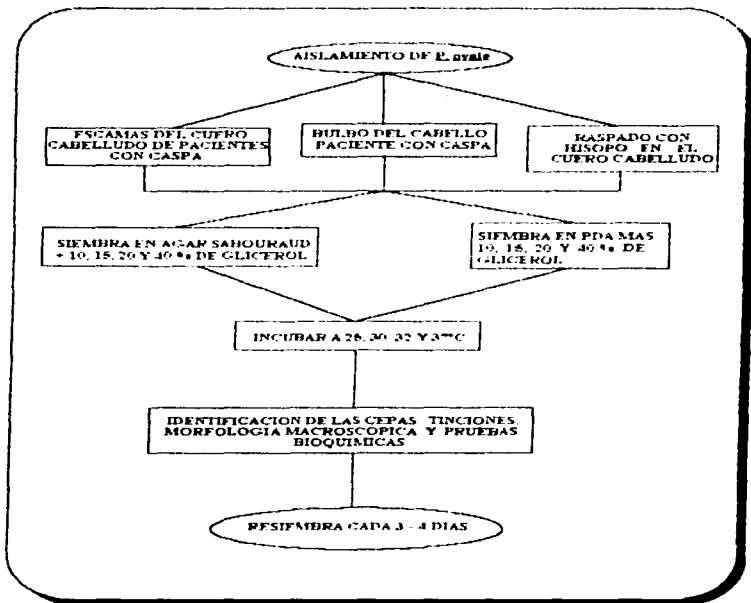 AISLAMIENTO DE P. ovale
ESCAMAS DEL CUERO
CABELLUDO DE PACIENTES
CON CASPA
BULBO DEL CABELLO
PACIENTE CON CASPA
RASPADO CON
HISOPO EN EL
CUERO CABELLUDO
SIEMBRA EN AGAR SABOURAUD
+ 10, 15, 20 Y 40 % DE GLICEROL
SIEMBRA EN PDA MAS
10, 15, 20 Y 40 % DE
GLICEROL
INCUBAR A 30, 32 Y
IDENTIFICACION DE LAS CEPAS TINCIONES,
MORFOLOGIA MACROSCOPICA Y PRUEBAS
BIOQUIMICAS
RESIEMBRA CADA 3 - 4 DIAS